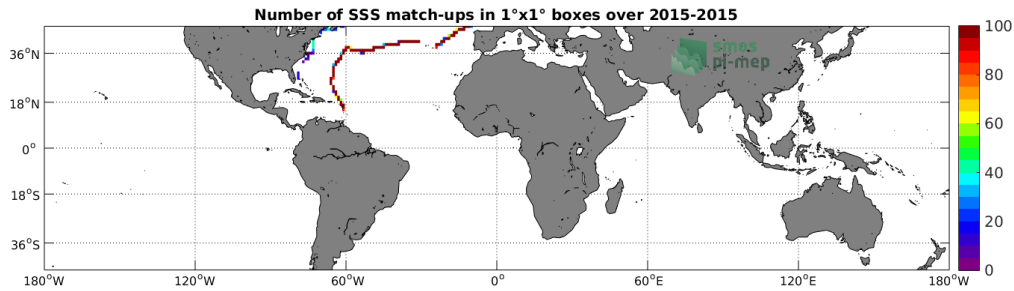 Number of SSS match-ups in 1°x1° boxes over 2015-2015
100
80
60
40
20
0
36°N
18°N
0°
18°S
36°S
smos
pi-mep
180°W
120°W
60°W
0°
60°E
120°E
180°W